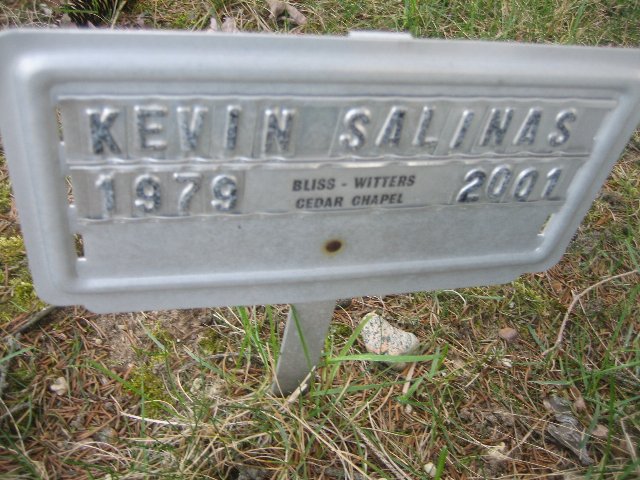 KEVIN SALINAS
1979 BLISS - WITTERS 2001
CEDAR CHAPEL